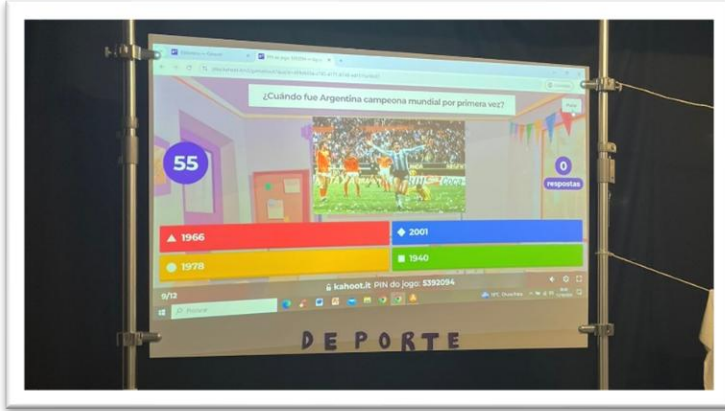 ¿Cuándo fue Argentina campeona mundial por primera vez?
55
0
respostas
1966
2001
1978
1940
9/12
kahoot.it PIN do jogo: 5392094
Procurar
DEPORTE